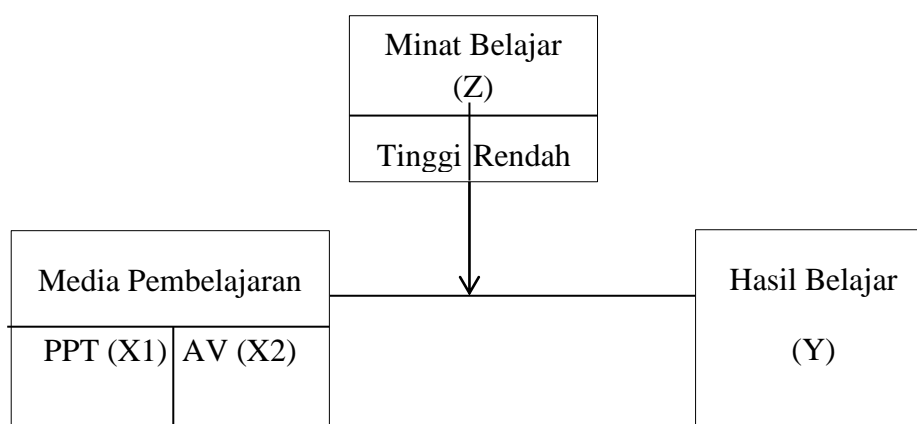 Minat Belajar
(Z)
Tinggi Rendah
Media Pembelajaran
PPT (X1) AV (X2)
Hasil Belajar
(Y)